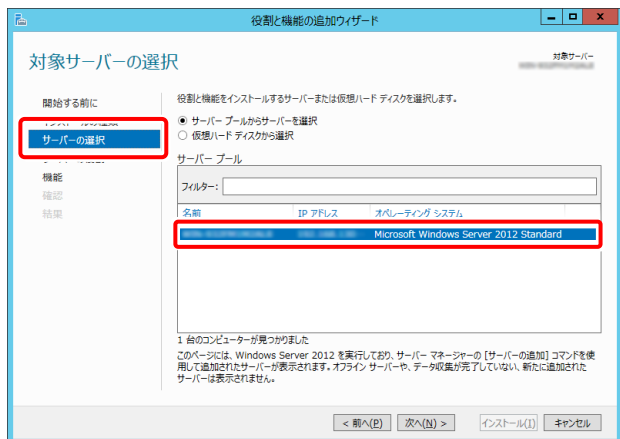 役割と機能の追加ウィザード
対象サーバーの選択
対象サーバー
開始する前に
サーバーの選択
機能
確認
結果
役割と機能をインストールするサーバーまたは仮想ハード ディスクを選択します。
サーバー プールからサーバーを選択
仮想ハード ディスクから選択
サーバー プール
フィルター:
名前 IP アドレス オペレーティング システム
Microsoft Windows Server 2012 Standard
1 台のコンピューターが見つかりました
このページには、Windows Server 2012 を実行しており、サーバー マネージャーの [サーバーの追加] コマンドを使
用して追加されたサーバーが表示されます。オフライン サーバーや、データ収集が完了していない、新たに追加された
サーバーは表示されません。
< 前へ(P) 次へ(N) > インストール(I) キャンセル